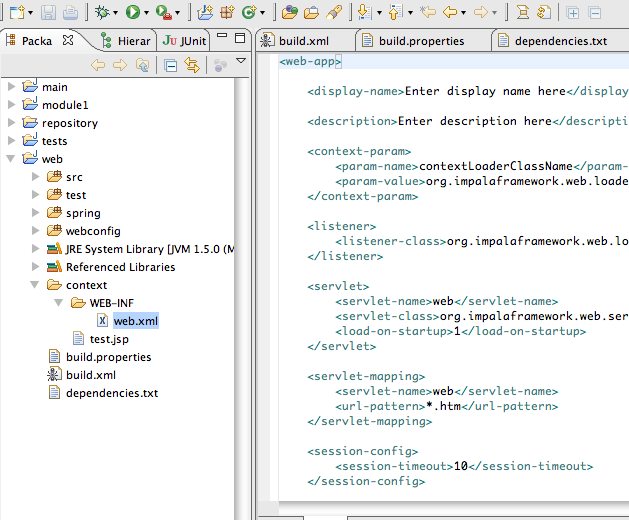 Packa
Hierar
JUnit
main
module1
repository
tests
web
src
test
spring
webconfig
JRE System Library [JVM 1.5.0 (M
Referenced Libraries
context
WEB-INF
web.xml
test.jsp
build.properties
build.xml
dependencies.txt
build.xml
build.properties
dependencies.txt
<web-app>
<display-name>Enter display name here</display
<description>Enter description here</descripti
<context-param>
<param-name>contextLoaderClassName</param-
<param-value>org.impalaframework.web.loade
</context-param>
<listener>
<listener-class>org.impalaframework.web.lo
</listener>
<servlet>
<servlet-name>web</servlet-name>
<servlet-class>org.impalaframework.web.ser
<load-on-startup>1</load-on-startup>
</servlet>
<servlet-mapping>
<servlet-name>web</servlet-name>
<url-pattern>*.htm</url-pattern>
</servlet-mapping>
<session-config>
<session-timeout>10</session-timeout>
</session-config>